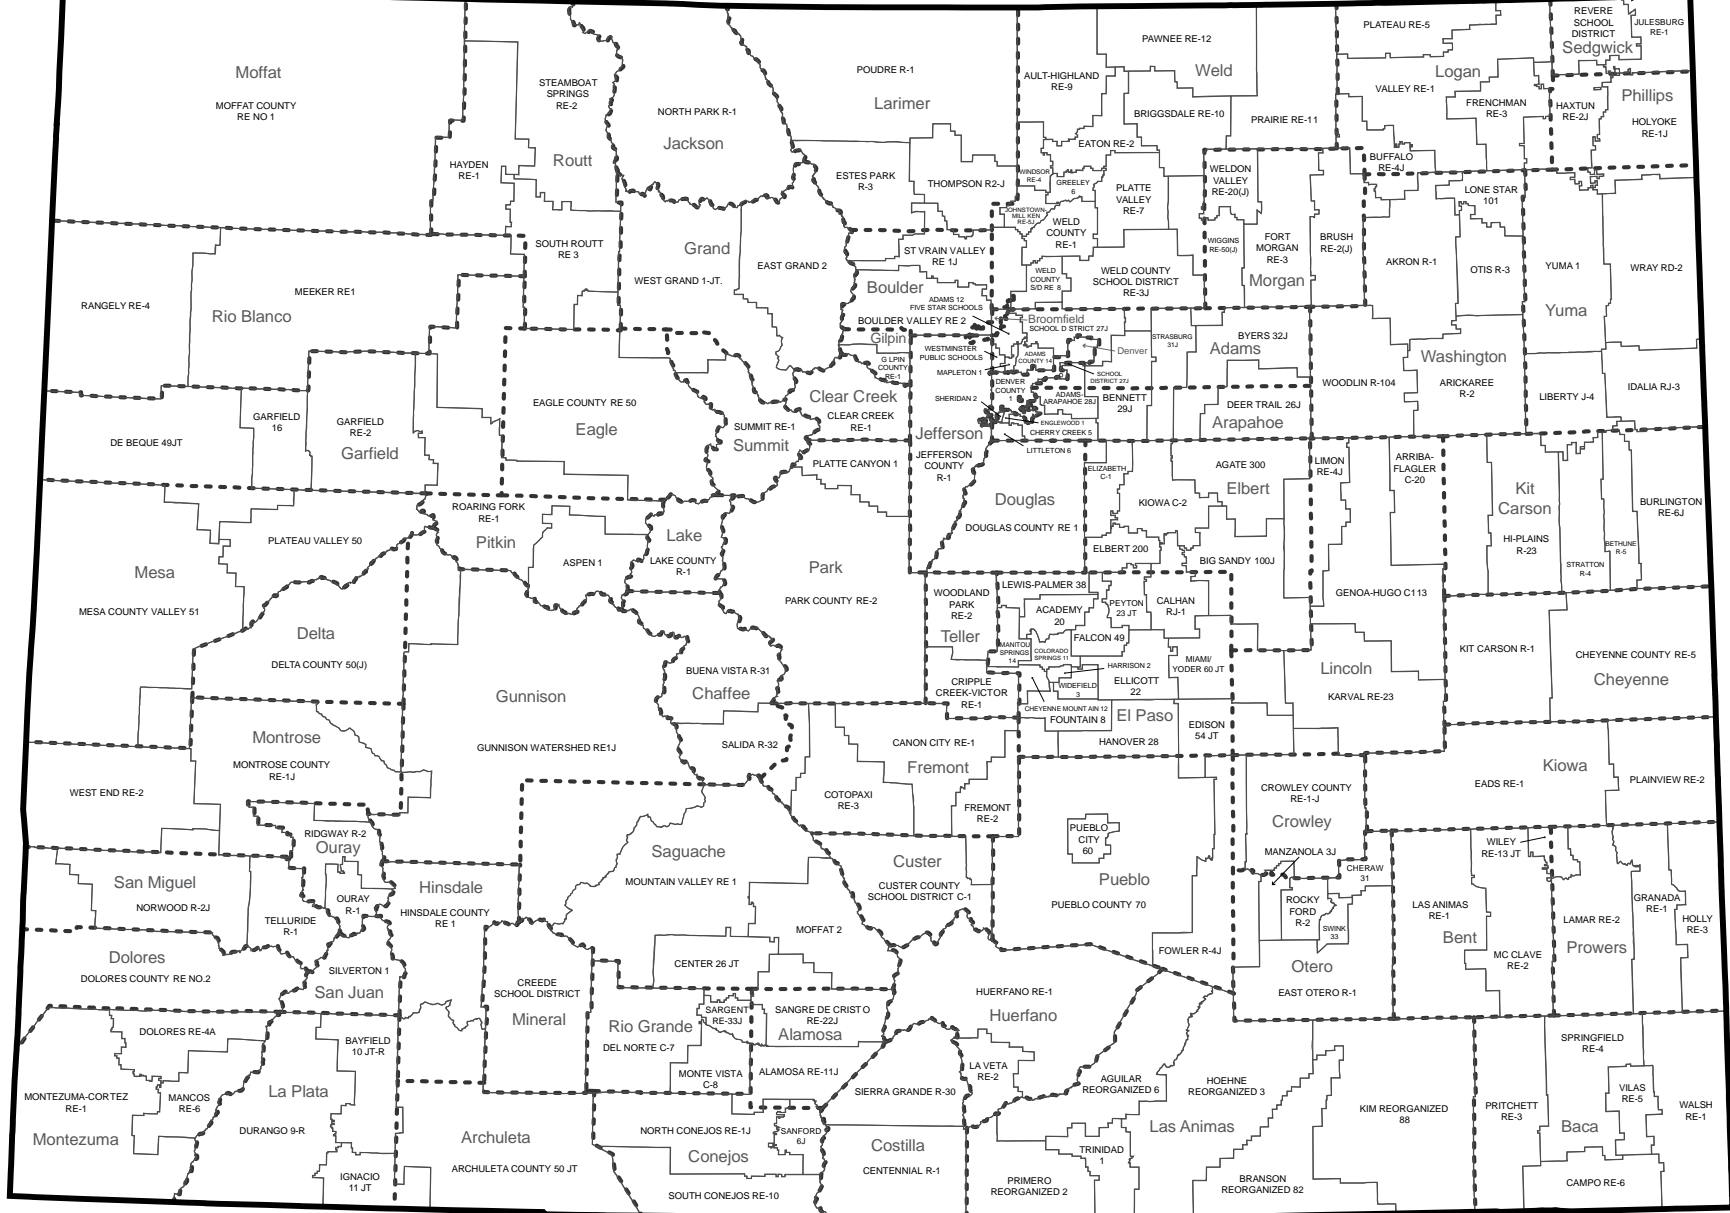 Moffat
MOFFAT COUNTY
RE NO 1
STEAMBOAT
SPRINGS
RE-2
HAYDEN
RE-1
Routt
SOUTH ROUTT
RE 3
NORTH PARK R-1
Jackson
POUDRE R-1
Larimer
ESTES PARK
R-3
THOMPSON R2-J
AULT-HIGHLAND
RE-9
PAWNEE RE-12
Weld
BRIGGSDALE RE-10
PRAIRIE RE-11
EATON RE-2
WINDSOR
RE-4
GREELEY
6
PLATTE
VALLEY
RE-7
JOHNSTOWN-
MILL KEN
RE-5J
WELD
COUNTY
RE-1
WELD
COUNTY
S/D RE 8
WELD COUNTY
SCHOOL DISTRICT
RE-3J
PLATEAU RE-5
Logan
VALLEY RE-1
FRENCHMAN
RE-3
BUFFALO
RE-4J
REVERE
SCHOOL
DISTRICT
JULESBURG
RE-1
Sedgwick
Phillips
HAXTUN
RE-2J
HOLYOKE
RE-1J
WELDON
VALLEY
RE-20(J)
WIGGINS
RE-50(J)
FORT
MORGAN
RE-3
BRUSH
RE-2(J)
Morgan
LONE STAR
101
AKRON R-1
OTIS R-3
YUMA 1
WRAY RD-2
Yuma
Washington
WOODLIN R-104
ARICKAREE
R-2
LIBERTY J-4
IDALIA RJ-3
RANGELY RE-4
MEEKER RE1
Rio Blanco
Grand
WEST GRAND 1-JT.
EAST GRAND 2
ST VRAIN VALLEY
RE 1J
Boulder
ADAMS 12
FIVE STAR SCHOOLS
BOULDER VALLEY RE 2
Gilpin
G LPIN
COUNTY
RE-1
Broomfield
SCHOOL D STRICT 27J
WESTMINSTER
PUBLIC SCHOOLS
MAPLETON 1
ADAMS
COUNTY 14
Denver
SCHOOL
DISTRICT 27J
DENVER
COUNTY
1
ADAMS-
ARAPAHOE 28J
SHERIDAN 2
ENGLEWOOD 1
CHERRY CREEK 5
LITTLETON 6
STRASBURG
31J
BYERS 32J
Adams
BENNETT
29J
DEER TRAIL 26J
Arapahoe
DE BEQUE 49JT
GARFIELD
16
GARFIELD
RE-2
Garfield
EAGLE COUNTY RE 50
Eagle
SUMMIT RE-1
Summit
Clear Creek
CLEAR CREEK
RE-1
PLATTE CANYON 1
Jefferson
JEFFERSON
COUNTY
R-1
Douglas
DOUGLAS COUNTY RE 1
ELIZABETH
C-1
KIOWA C-2
AGATE 300
Elbert
ELBERT 200
BIG SANDY 100J
LIMON
RE-4J
ARRIBA-
FLAGLER
C-20
GENOA-HUGO C113
Kit
Carson
HI-PLAINS
R-23
STRATTON
R-4
BETHUNE
R-5
BURLINGTON
RE-6J
ROARING FORK
RE-1
Pitkin
ASPEN 1
Lake
LAKE COUNTY
R-1
Park
PARK COUNTY RE-2
PLATEAU VALLEY 50
Mesa
MESA COUNTY VALLEY 51
Delta
DELTA COUNTY 50(J)
Gunnison
GUNNISON WATERSHED RE1J
BUENA VISTA R-31
Chaffee
SALIDA R-32
WOODLAND
PARK
RE-2
Teller
CRIPPLE
CREEK-VICTOR
RE-1
LEWIS-PALMER 38
ACADEMY
20
PEYTON
23 JT
CALHAN
RJ-1
MANITOU
SPRINGS
14
COLORADO
SPRINGS 11
FALCON 49
HARRISON 2
WIDEFIELD
3
ELLICOTT
22
MIAMI/
YODER 60 JT
CHEYENNE MOUNT AIN 12
FOUNTAIN 8
El Paso
HANOVER 28
EDISON
54 JT
Lincoln
KARVAL RE-23
KIT CARSON R-1
CHEYENNE COUNTY RE-5
Cheyenne
Montrose
MONTROSE COUNTY
RE-1J
WEST END RE-2
CANON CITY RE-1
Fremont
COTOPAXI
RE-3
FREMONT
RE-2
CROWLEY COUNTY
RE-1-J
Crowley
Kiowa
EADS RE-1
PLAINVIEW RE-2
RIDGWAY R-2
Ouray
OURAY
R-1
San Miguel
NORWOOD R-2J
TELLURIDE
R-1
Hinsdale
HINSDALE COUNTY
RE 1
Saguache
MOUNTAIN VALLEY RE 1
MOFFAT 2
CENTER 26 JT
Custer
CUSTER COUNTY
SCHOOL DISTRICT C-1
PUEBLO
CITY
60
Pueblo
PUEBLO COUNTY 70
FOWLER R-4J
MANZANOLA 3J
CHERAW
31
ROCKY
FORD
R-2
SWINK
33
Otero
EAST OTERO R-1
LAS ANIMAS
RE-1
Bent
WILEY
RE-13 JT
MC CLAVE
RE-2
LAMAR RE-2
Prowers
GRANADA
RE-1
HOLLY
RE-3
Dolores
DOLORES COUNTY RE NO.2
SILVERTON 1
San Juan
CREEDE
SCHOOL DISTRICT
Mineral
Rio Grande
DEL NORTE C-7
SARGENT
RE-33J
MONTE VISTA
C-8
SANGRE DE CRIST O
RE-22J
Alamosa
ALAMOSA RE-11J
HUERFANO RE-1
Huerfano
LA VETA
RE-2
SIERRA GRANDE R-30
DOLORES RE-4A
MONTEZUMA-CORTEZ
RE-1
MANCOS
RE-6
Montezuma
BAYFIELD
10 JT-R
La Plata
DURANGO 9-R
IGNACIO
11 JT
Archuleta
ARCHULETA COUNTY 50 JT
NORTH CONEJOS RE-1J
SANFORD
6J
Conejos
SOUTH CONEJOS RE-10
Costilla
CENTENNIAL R-1
AGUILAR
REORGANIZED 6
HOEHNE
REORGANIZED 3
Las Animas
TRINIDAD
1
PRIMERO
REORGANIZED 2
BRANSON
REORGANIZED 82
KIM REORGANIZED
88
SPRINGFIELD
RE-4
PRITCHETT
RE-3
VILAS
RE-5
WALSH
RE-1
Baca
CAMPO RE-6